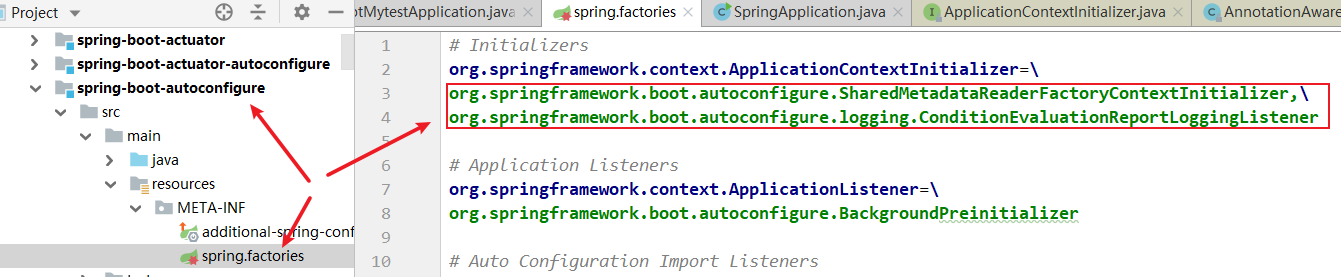 Project
otMytestApplication.java
spring.factories
SpringApplication.java
ApplicationContextInitializer.java
AnnotationAware
spring-boot-actuator
spring-boot-actuator-autoconfigure
spring-boot-autoconfigure
src
main
java
resources
META-INF
additional-spring-conf
spring.factories
1 # Initializers
2 org.springframework.context.ApplicationContextInitializer=\
3 org.springframework.boot.autoconfigure.SharedMetadataReaderFactoryContextInitializer,\
4 org.springframework.boot.autoconfigure.logging.ConditionEvaluationReportLoggingListener
5
6 # Application Listeners
7 org.springframework.context.ApplicationListener=\
8 org.springframework.boot.autoconfigure.BackgroundPreinitializer
9
10 # Auto Configuration Import Listeners